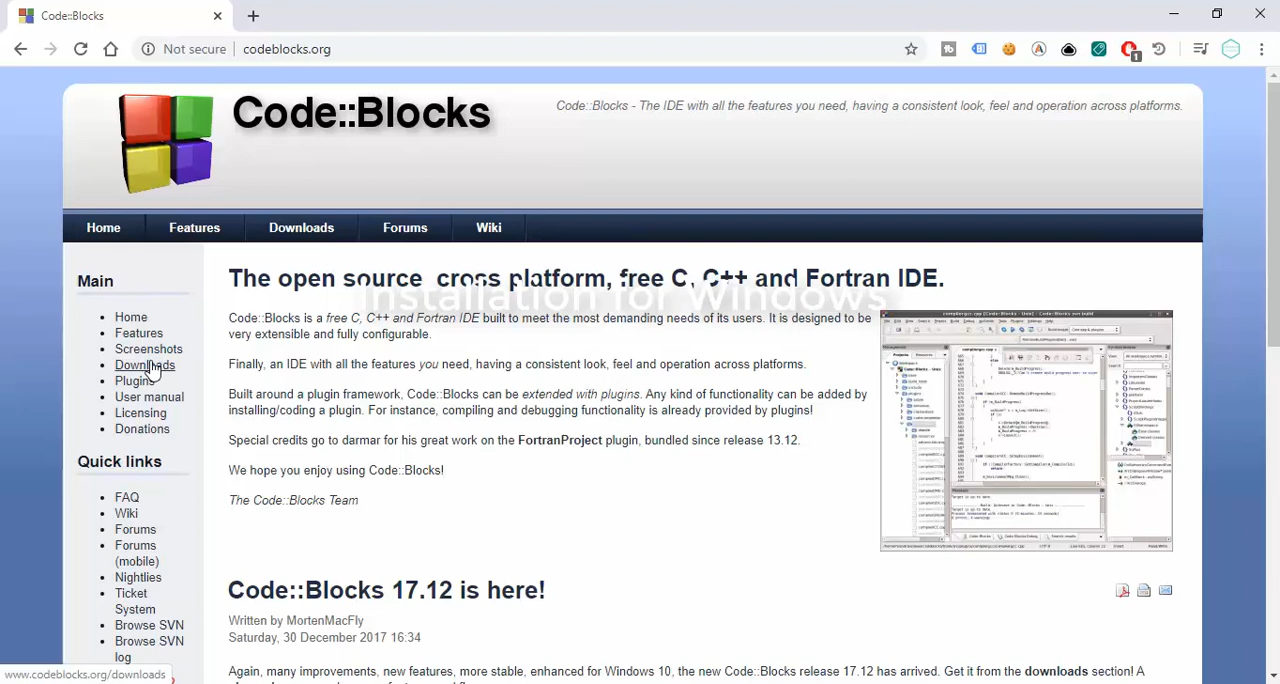 Code::Blocks
Not secure
codeblocks.org
1
Code::Blocks
Code::Blocks - The IDE with all the features you need, having a consistent look, feel and operation across platforms.
Home Features Downloads Forums Wiki
Main
Home
Features
Screenshots
Downloads
Plugins
User manual
Licensing
Donations
Quick links
FAQ
Wiki
Forums
Forums
(mobile)
Nightlies
Ticket
System
Browse SVN
Browse SVN
log
The open source, cross platform, free C, C++ and Fortran IDE.
Installation for Windows
Code::Blocks is a free C, C++ and Fortran IDE built to meet the most demanding needs of its users. It is designed to be
very extensible and fully configurable.
Finally, an IDE with all the features you need, having a consistent look, feel and operation across platforms.
Built around a plugin framework, Code::Blocks can be extended with plugins. Any kind of functionality can be added by
installing/coding a plugin. For instance, compiling and debugging functionality is already provided by plugins!
Special credits go to darmar for his great work on the FortranProject plugin, bundled since release 13.12.
We hope you enjoy using Code::Blocks!
The Code::Blocks Team
Code::Blocks 17.12 is here!
Written by MortenMacFly
Saturday, 30 December 2017 16:34
Again, many improvements, new features, more stable, enhanced for Windows 10, the new Code::Blocks release 17.12 has arrived. Get it from the downloads section! A
www.codeblocks.org/downloads